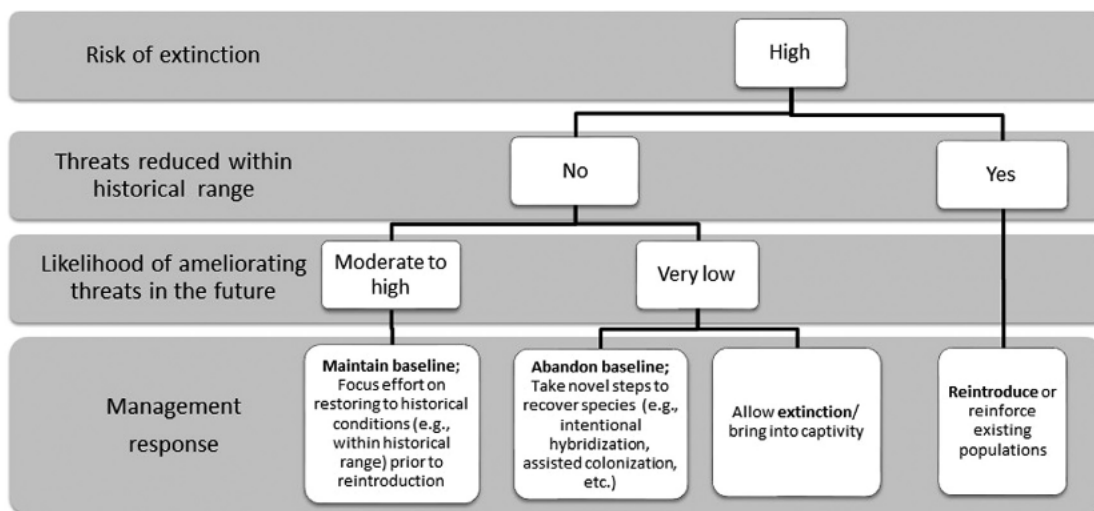 Risk of extinction
High
Threats reduced within
historical range
No
Yes
Likelihood of ameliorating
threats in the future
Moderate to
high
Very low
Management
response
Maintain baseline;
Focus effort on
restoring to historical
conditions (e.g.,
within historical
range) prior to
reintroduction
Abandon baseline;
Take novel steps to
recover species (e.g.,
intentional
hybridization,
assisted colonization,
etc.)
Allow extinction/
bring into captivity
Reintroduce or
reinforce
existing
populations